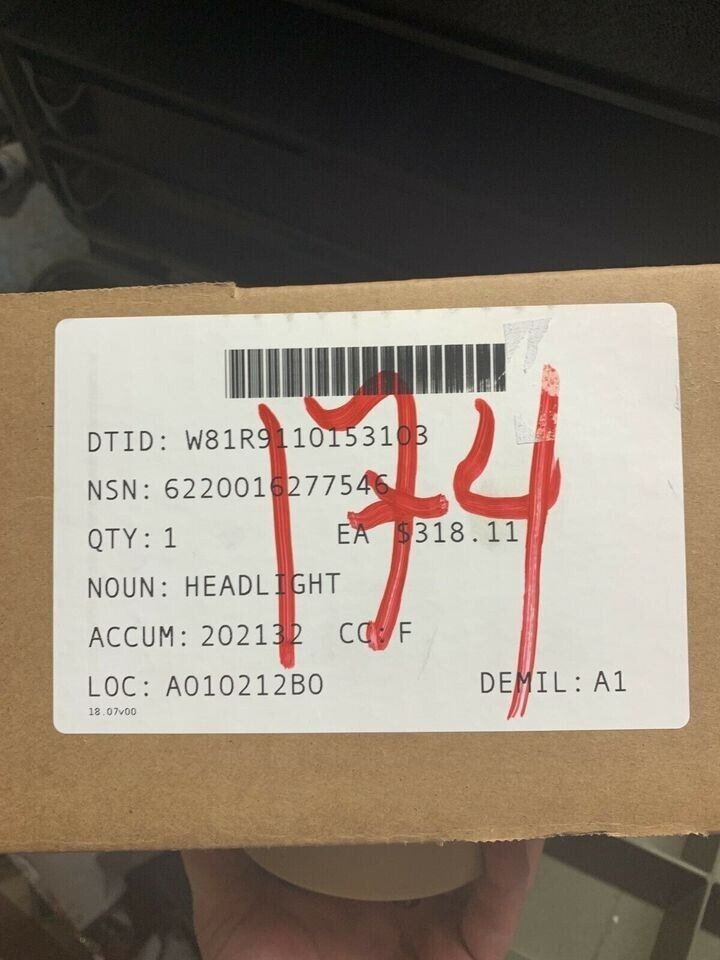 DTID: W81R9110153103
NSN: 6220016277546
QTY: 1 EA $318.11
NOUN: HEADLIGHT
ACCUM: 202132 CC: F
LOC: A010212B0 DEMIL: A1
18.07v00
174